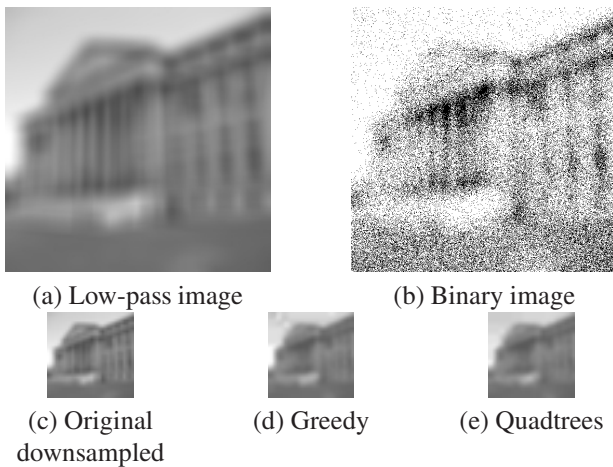 (a) Low-pass image
(b) Binary image
(c) Original
downsampled
(d) Greedy
(e) Quadtrees